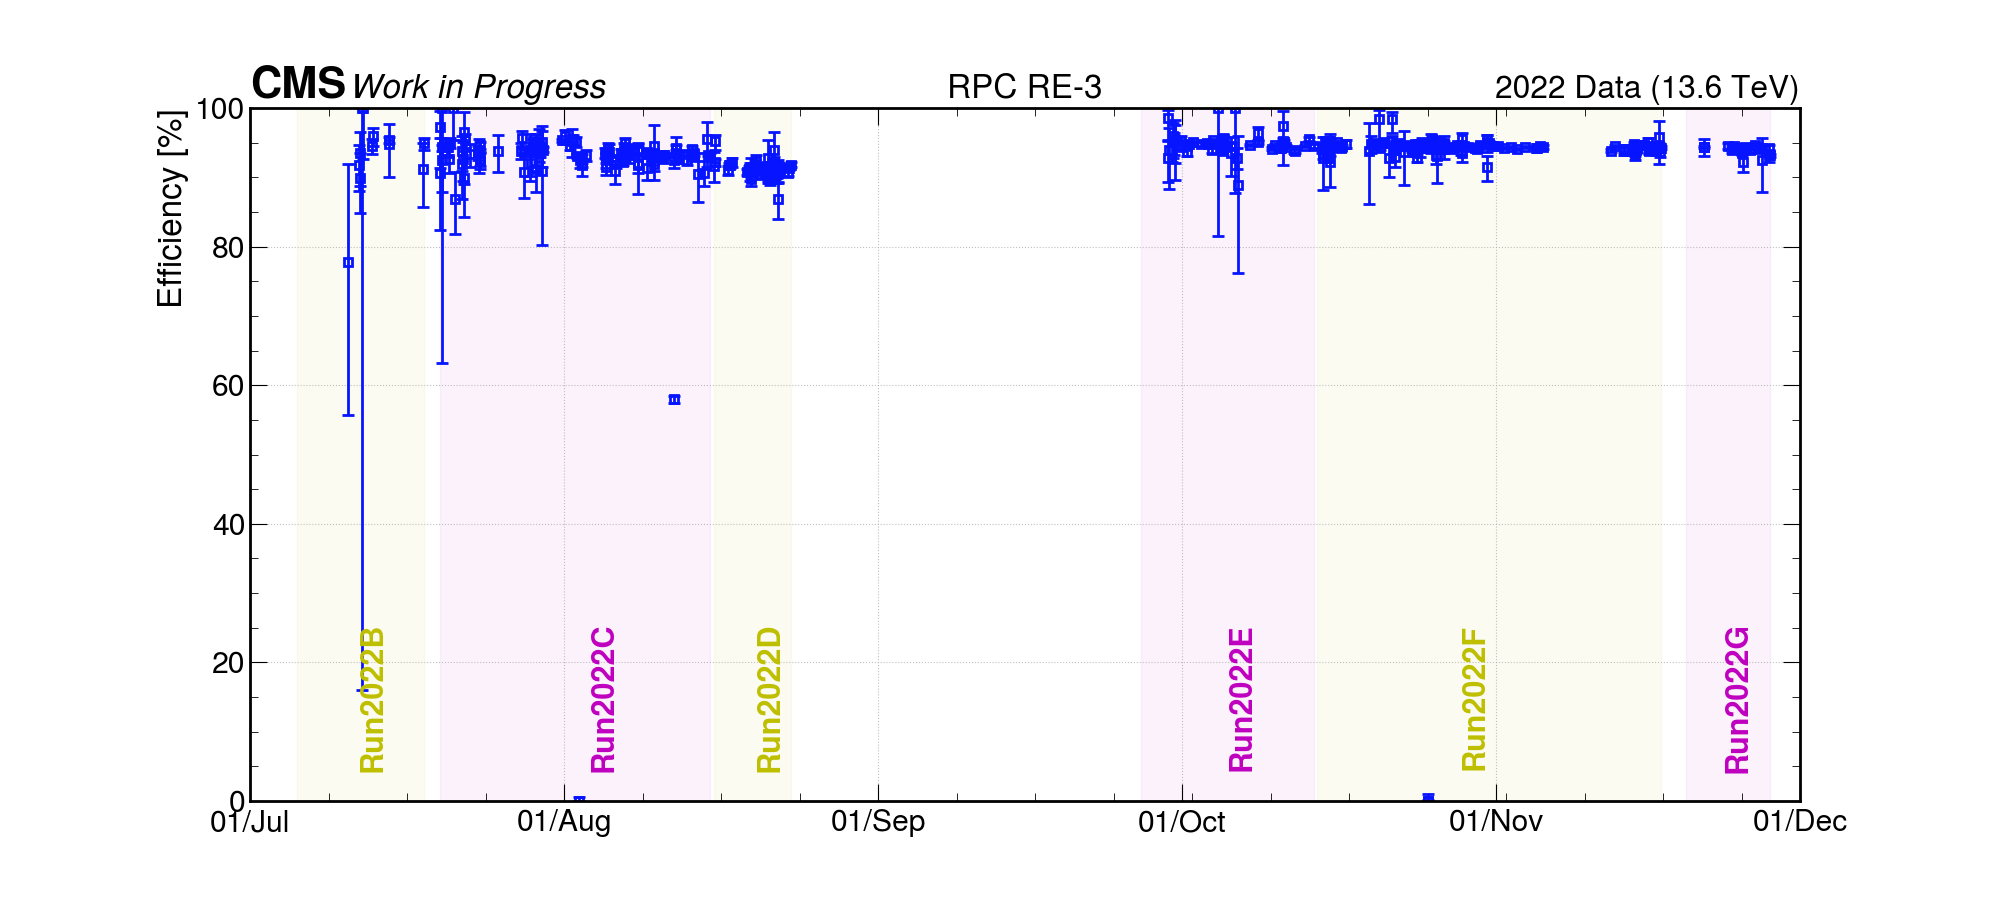 CMS Work in Progress
RPC RE-3
2022 Data (13.6 TeV)
Efficiency [%]
100
80
60
40
20
0
Run2022B
Run2022C
Run2022D
Run2022E
Run2022F
Run2022G
01/Jul
01/Aug
01/Sep
01/Oct
01/Nov
01/Dec